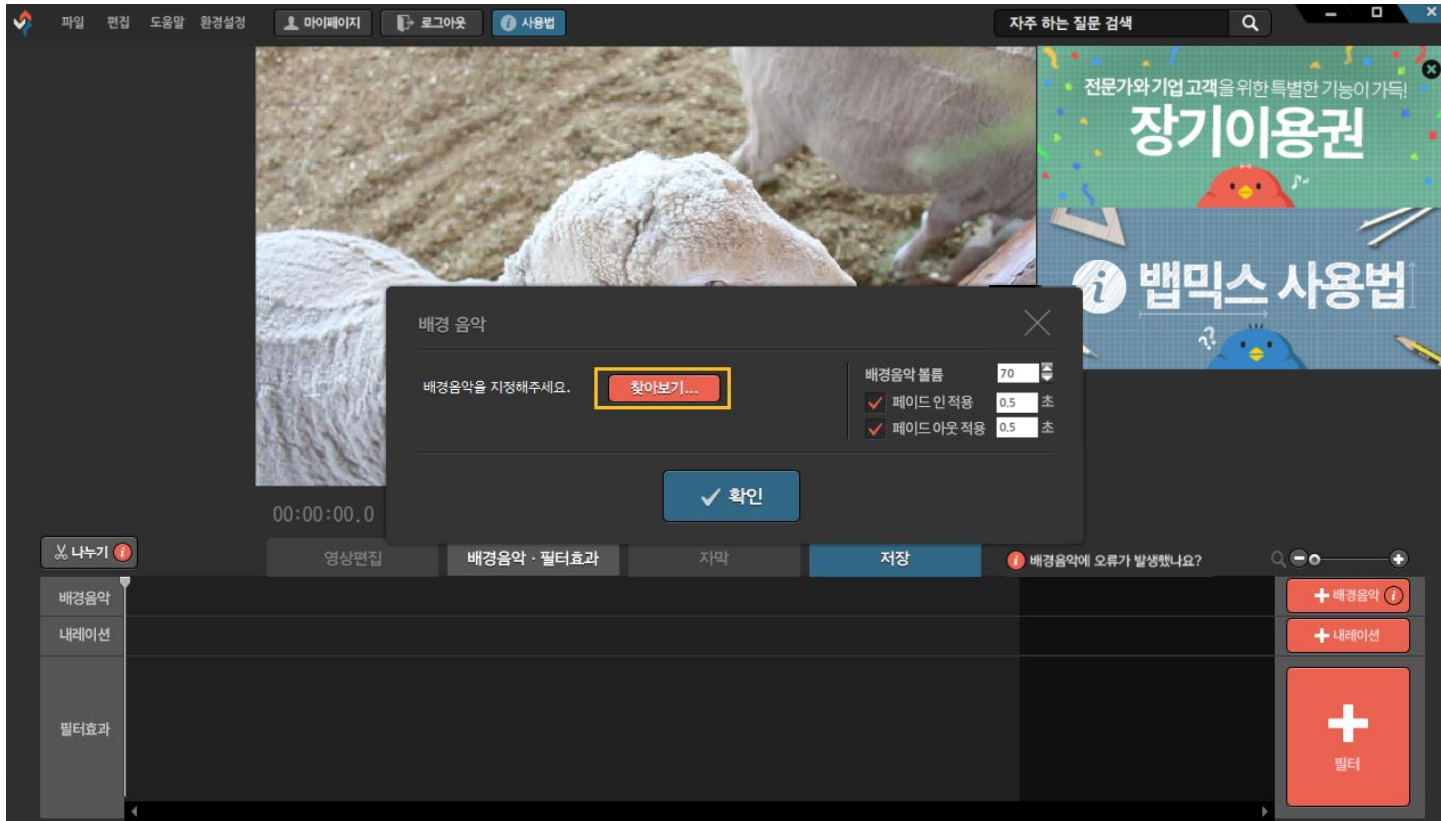 파일 편집 도움말 환경설정 마이페이지 로그아웃 사용법 자주 하는 질문 검색
전문가와 기업 고객을 위한 특별한 기능이 가득!
장기이용권
뱁믹스 사용법
배경 음악
배경음악을 지정해주세요. 찾아보기...
배경음악 볼륨 70
페이드 인 적용 0.5 초
페이드 아웃 적용 0.5 초
확인
00:00:00.0
나누기 영상편집 배경음악 · 필터효과 자막 저장 배경음악에 오류가 발생했나요?
배경음악 배경음악
내레이션 내레이션
필터효과
필터